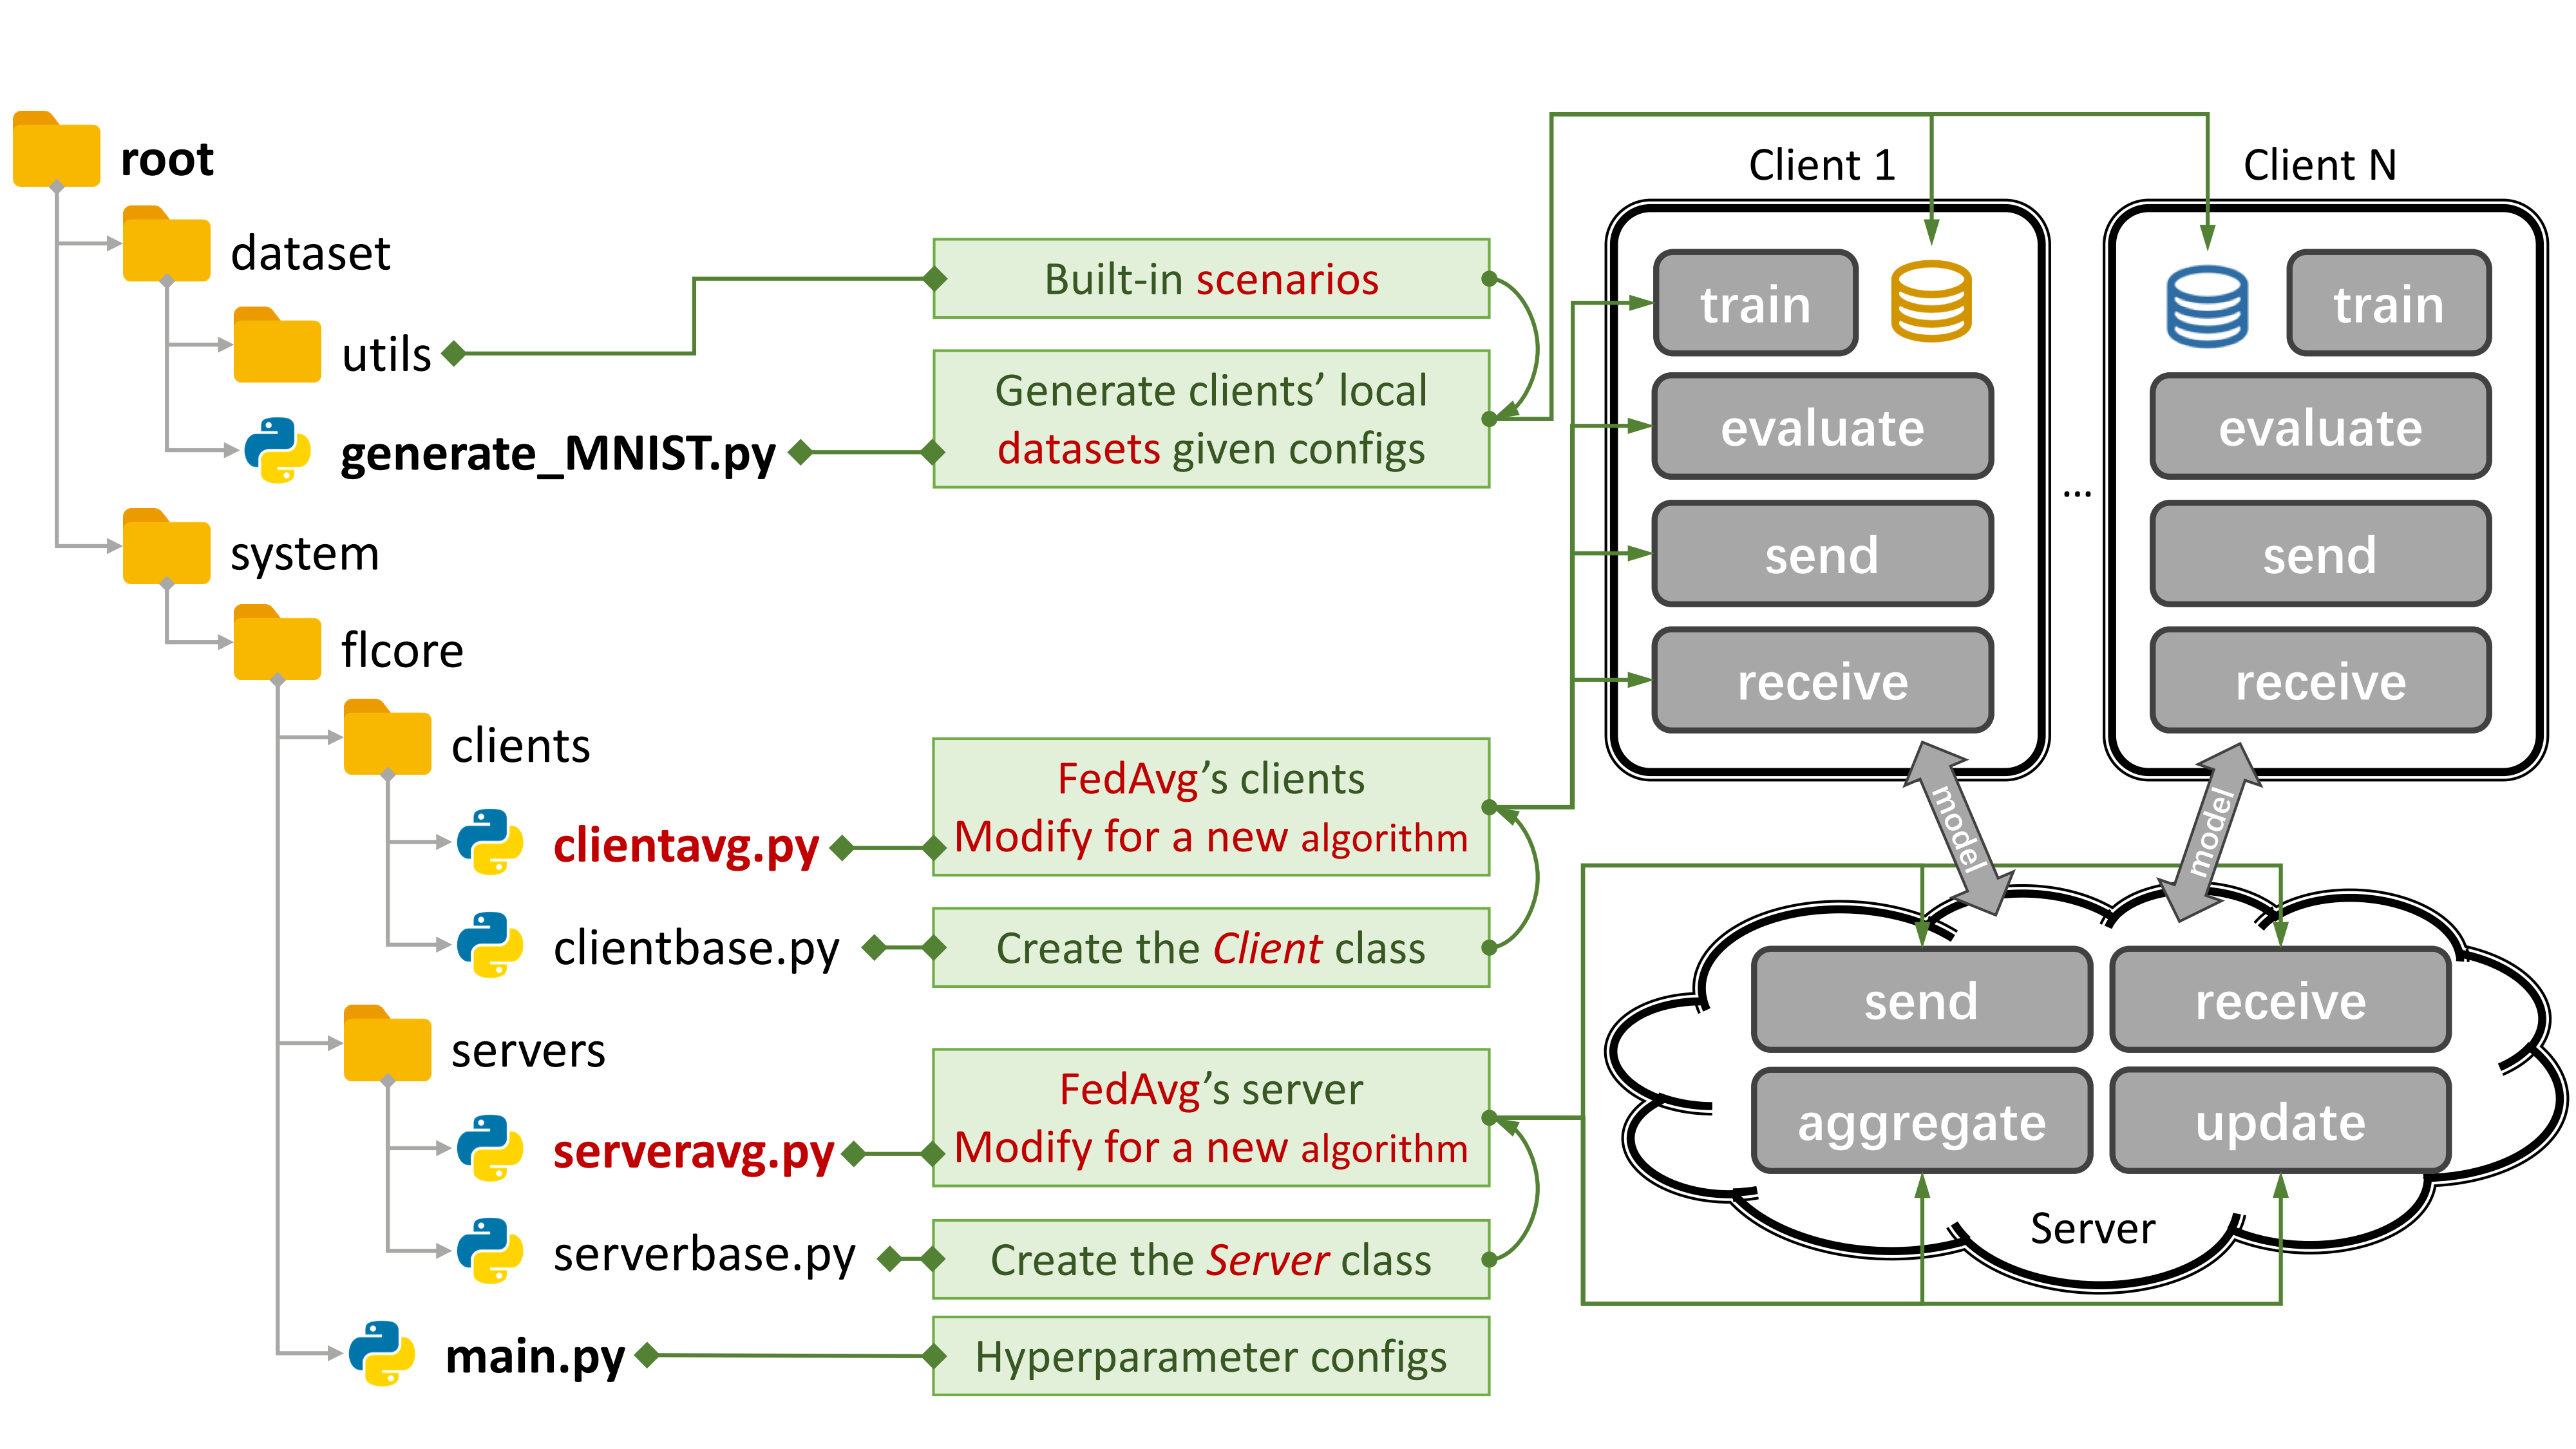 root
dataset
utils
generate_MNIST.py
system
flcore
clients
clientavg.py
clientbase.py
servers
serveravg.py
serverbase.py
main.py
Built-in scenarios
Generate clients’ local
datasets given configs
FedAvg’s clients
Modify for a new algorithm
Create the Client class
FedAvg’s server
Modify for a new algorithm
Create the Server class
Hyperparameter configs
Client 1
train
evaluate
send
receive
...
Client N
train
evaluate
send
receive
model
model
send
receive
aggregate
update
Server